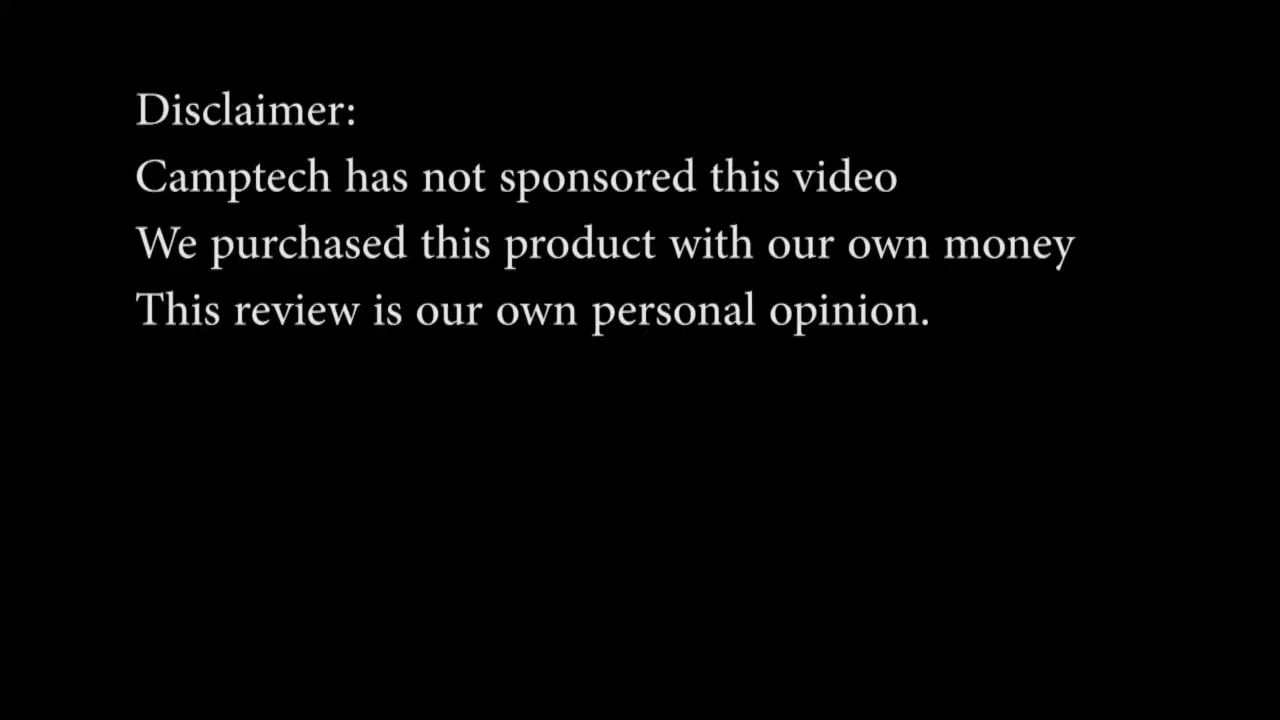 Disclaimer:
Camptech has not sponsored this video
We purchased this product with our own money
This review is our own personal opinion.